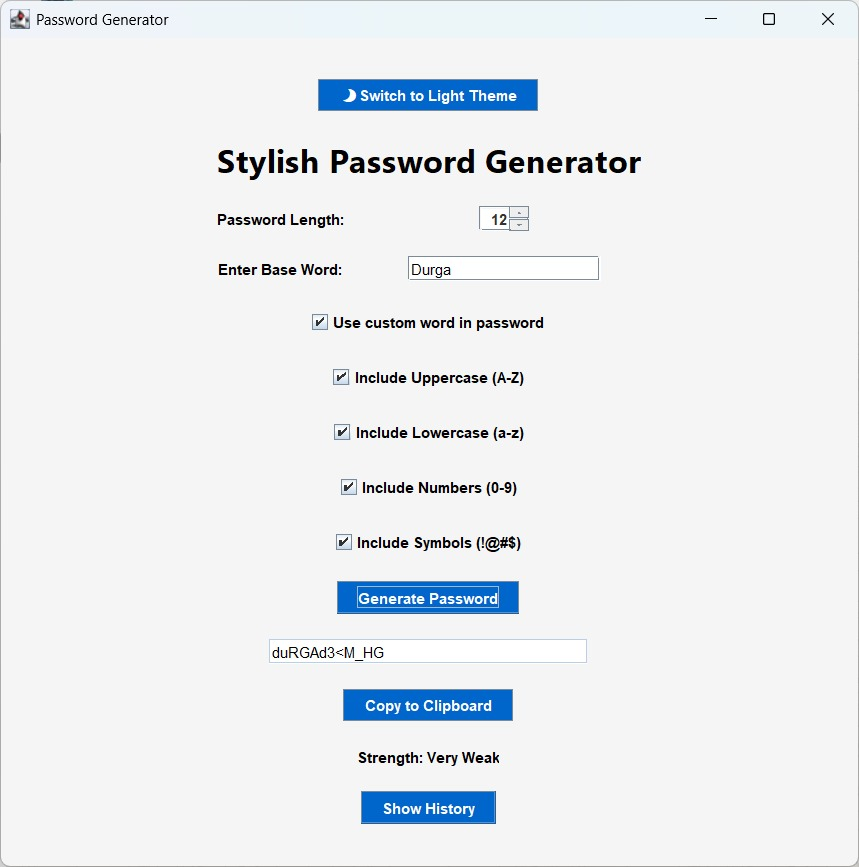 Password Generator
Switch to Light Theme
Stylish Password Generator
Password Length: 12
Enter Base Word: Durga
Use custom word in password
Include Uppercase (A-Z)
Include Lowercase (a-z)
Include Numbers (0-9)
Include Symbols (!@#$)
Generate Password
duRGAd3<M_HG
Copy to Clipboard
Strength: Very Weak
Show History